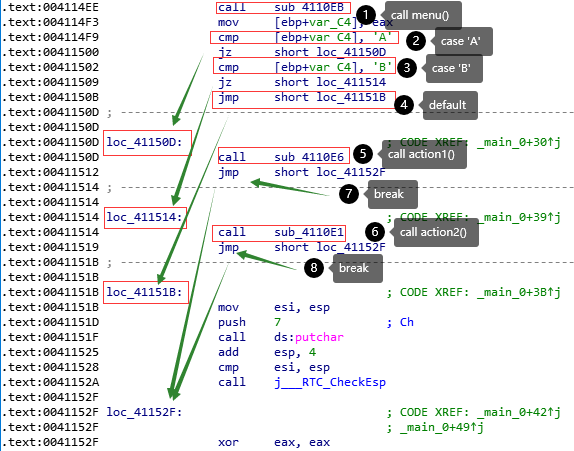 .text:004114EE call sub_4110EB 1 call menu()
.text:004114F3 mov [ebp+var_C4], eax
.text:004114F9 cmp [ebp+var_C4], 'A' 2 case 'A'
.text:00411500 jz short loc_41150D
.text:00411502 cmp [ebp+var_C4], 'B' 3 case 'B'
.text:00411509 jz short loc_411514
.text:0041150B jmp short loc_41151B 4 default
.text:0041150D ; ---------------------------------------------------------------------------
.text:0041150D
.text:0041150D loc_41150D: ; CODE XREF: _main_0+30↑j
.text:0041150D call sub_4110E6 5 call action1()
.text:00411512 jmp short loc_41152F
.text:00411514 ; ---------------------------------------------------------------------------
7 break
.text:00411514
.text:00411514 loc_411514: ; CODE XREF: _main_0+39↑j
.text:00411514 call sub_4110E1 6 call action2()
.text:00411519 jmp short loc_41152F
.text:0041151B ; ---------------------------------------------------------------------------
8 break
.text:0041151B
.text:0041151B loc_41151B: ; CODE XREF: _main_0+3B↑j
.text:0041151B mov esi, esp
.text:0041151D push 7 ; Ch
.text:0041151F call ds:putchar
.text:00411525 add esp, 4
.text:00411528 cmp esi, esp
.text:0041152A call j___RTC_CheckEsp
.text:0041152F
.text:0041152F loc_41152F: ; CODE XREF: _main_0+42↑j
.text:0041152F ; _main_0+49↑j
.text:0041152F xor eax, eax